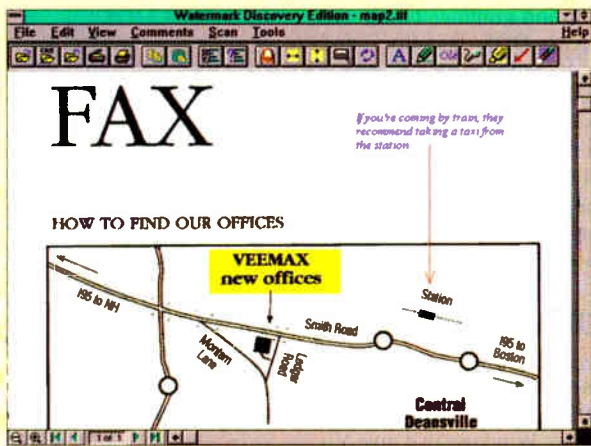 Watermark Discovery Edition - map2.tif
File Edit View Comments Scan Tools Help
FAX
If you're coming by train, they
recommend taking a taxi from
the station
HOW TO FIND OUR OFFICES
VEEMAX
new offices
I95 to NH
Montem
Lane
Ledge
Road
Smith Road
Station
I95 to
Boston
Central
Deansville
1 of 1